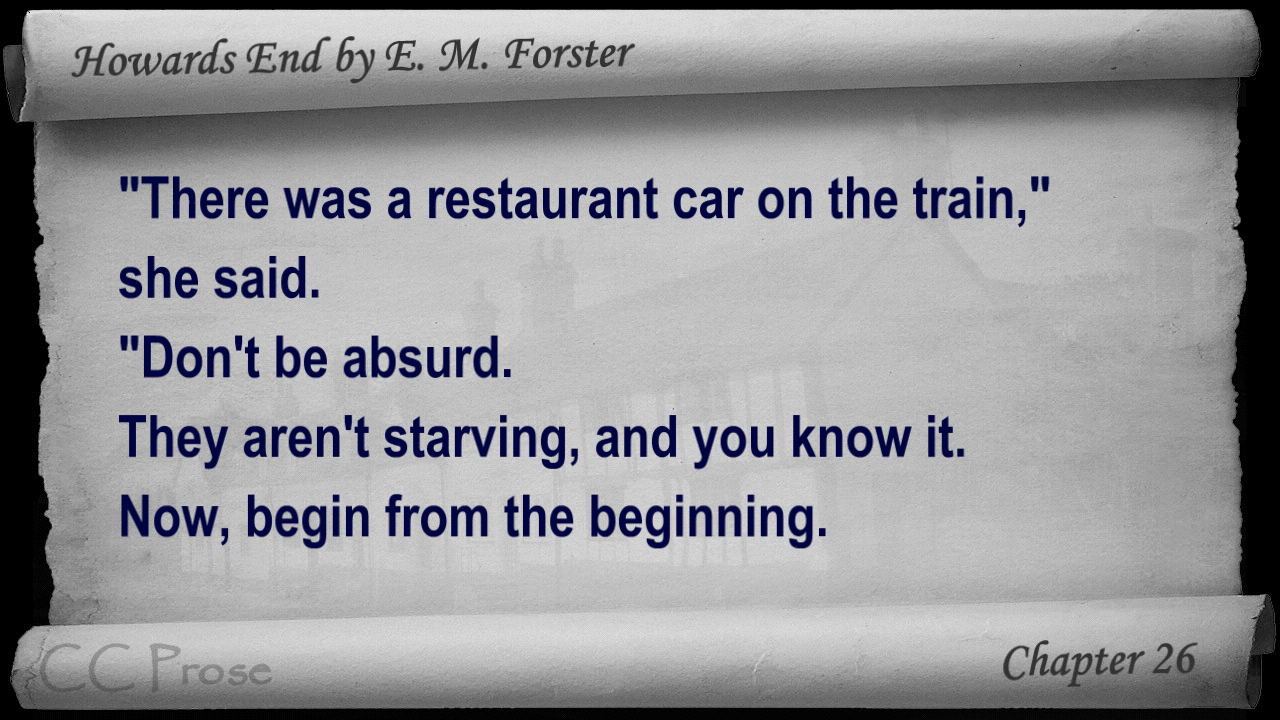 Howards End by E. M. Forster
"There was a restaurant car on the train,"
she said.
"Don't be absurd.
They aren't starving, and you know it.
Now, begin from the beginning.
CC Prose
Chapter 26